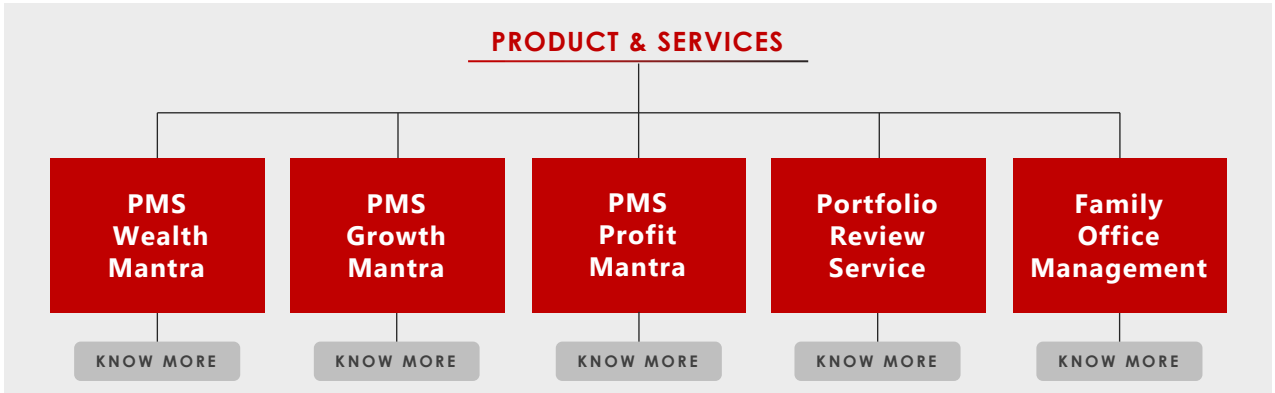 PRODUCT & SERVICES
PMS
Wealth
Mantra
PMS
Growth
Mantra
PMS
Profit
Mantra
Portfolio
Review
Service
Family
Office
Management
KNOW MORE
KNOW MORE
KNOW MORE
KNOW MORE
KNOW MORE